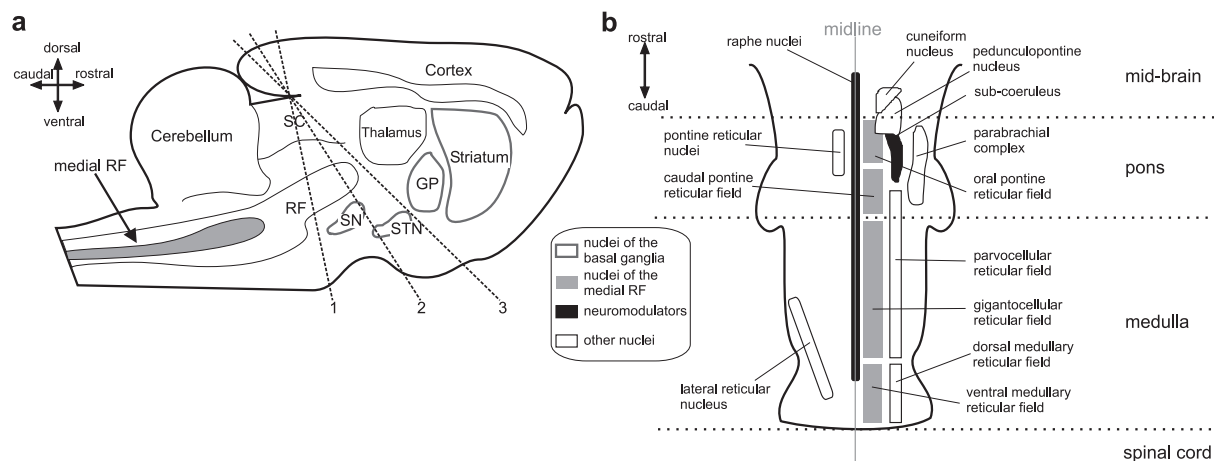 a
dorsal
caudal
rostral
ventral
Cerebellum
medial RF
SC
Cortex
Thalamus
Striatum
GP
RF
SN
STN
1
2
3
nuclei of the
basal ganglia
nuclei of the
medial RF
neuromodulators
other nuclei
b
rostral
caudal
midline
raphe nuclei
cuneiform
nucleus
pedunculopontine
nucleus
sub-coeruleus
mid-brain
pontine reticular
nuclei
parabrachial
complex
caudal pontine
reticular field
oral pontine
reticular field
pons
parvocellular
reticular field
gigantocellular
reticular field
medulla
dorsal medullary
reticular field
lateral reticular
nucleus
ventral medullary
reticular field
spinal cord